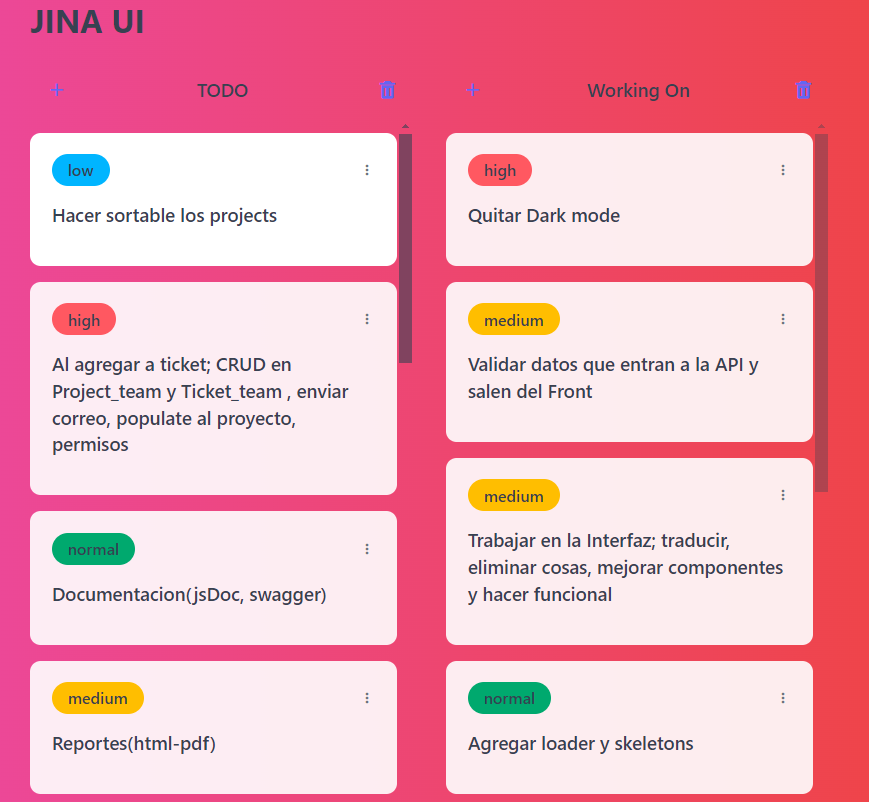 JINA UI
+ TODO
low
Hacer sortable los projects
high
Al agregar a ticket; CRUD en
Project_team y Ticket_team , enviar
correo, populate al proyecto,
permisos
normal
Documentacion(jsDoc, swagger)
medium
Reportes(html-pdf)
+ Working On
high
Quitar Dark mode
medium
Validar datos que entran a la API y
salen del Front
medium
Trabajar en la Interfaz; traducir,
eliminar cosas, mejorar componentes
y hacer funcional
normal
Agregar loader y skeletons